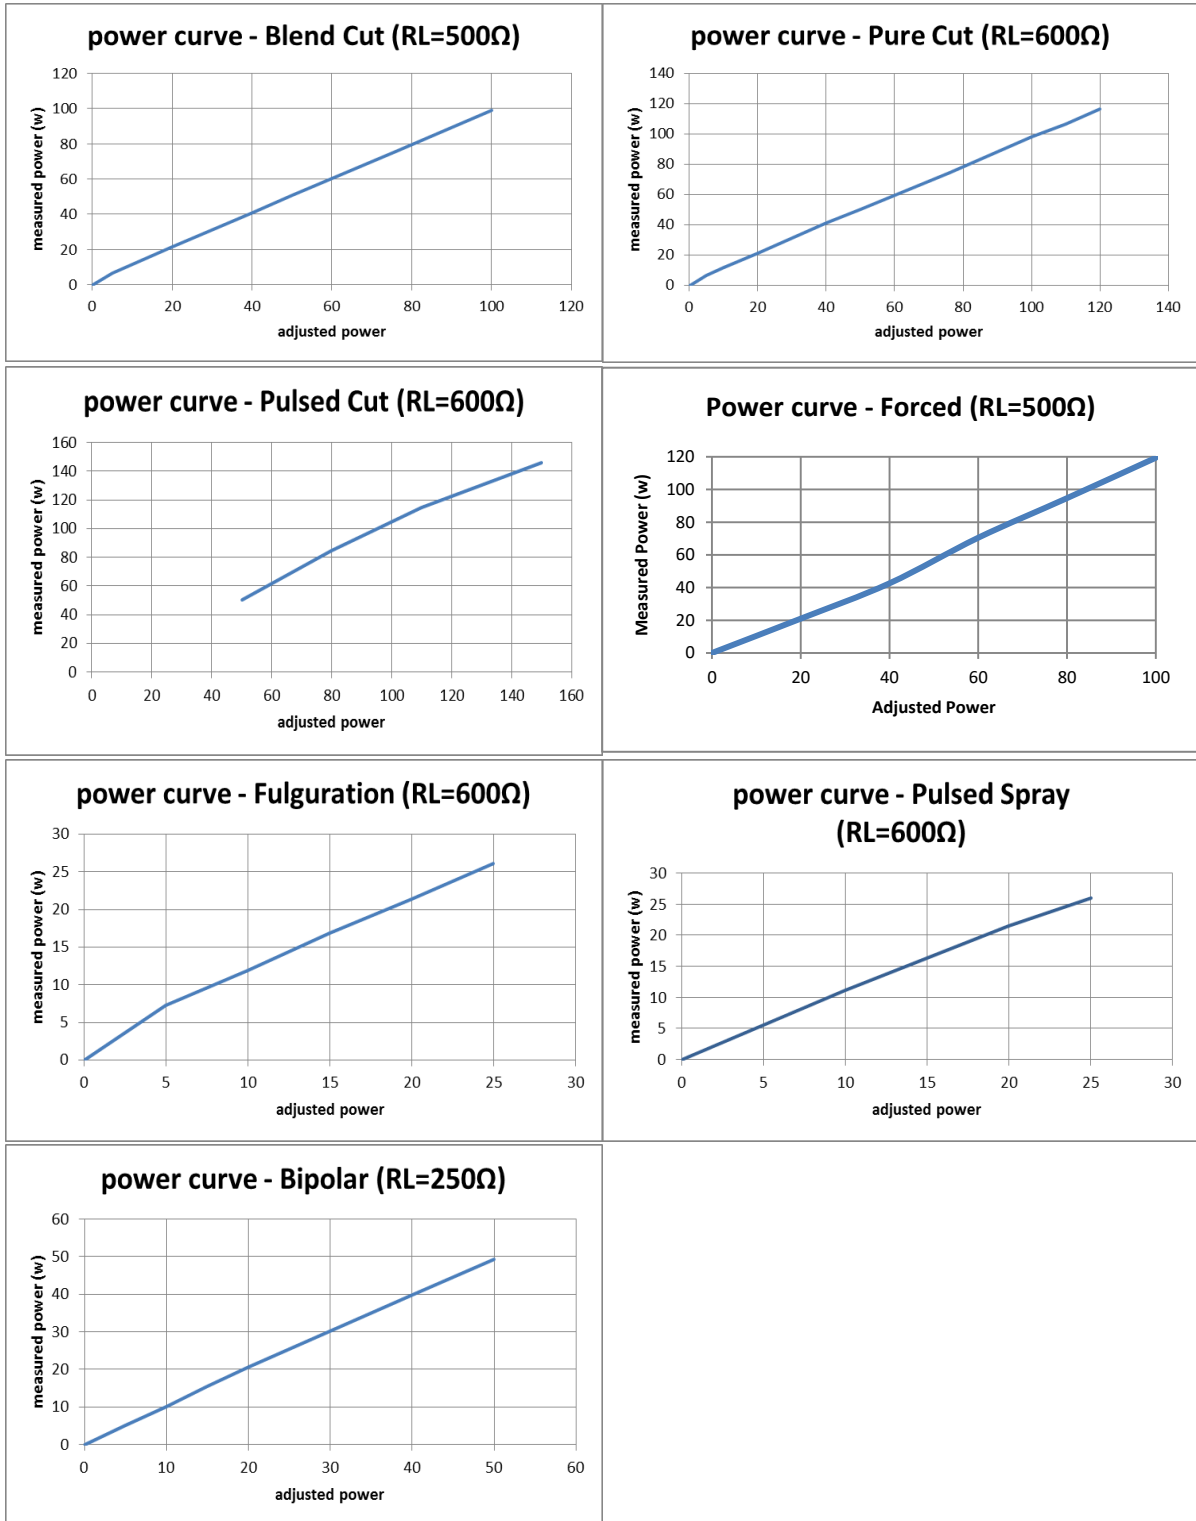 power curve - Blend Cut (RL=500Ω)
measured power (w)
120
100
80
60
40
20
0
0 20 40 60 80 100 120
adjusted power
power curve - Pure Cut (RL=600Ω)
measured power (w)
140
120
100
80
60
40
20
0
0 20 40 60 80 100 120 140
adjusted power
power curve - Pulsed Cut (RL=600Ω)
measured power (w)
160
140
120
100
80
60
40
20
0
0 20 40 60 80 100 120 140 160
adjusted power
Power curve - Forced (RL=500Ω)
Measured Power (w)
120
100
80
60
40
20
0
0 20 40 60 80 100
Adjusted Power
power curve - Fulguration (RL=600Ω)
measured power (w)
30
25
20
15
10
5
0
0 5 10 15 20 25 30
adjusted power
power curve - Pulsed Spray
(RL=600Ω)
measured power (w)
30
25
20
15
10
5
0
0 5 10 15 20 25 30
adjusted power
power curve - Bipolar (RL=250Ω)
measured power (w)
60
50
40
30
20
10
0
0 10 20 30 40 50 60
adjusted power